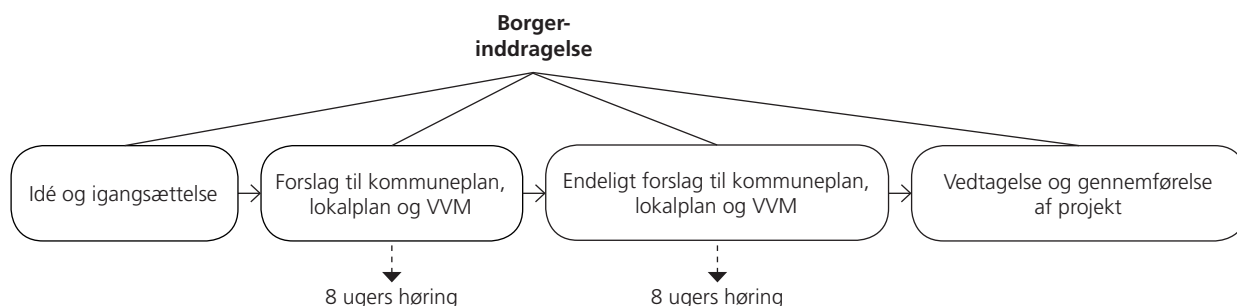 Borger-
inddragelse
Idé og igangsættelse
Forslag til kommuneplan,
lokalplan og VVM
Endeligt forslag til kommuneplan,
lokalplan og VVM
Vedtagelse og gennemførelse
af projekt
8 ugers høring
8 ugers høring